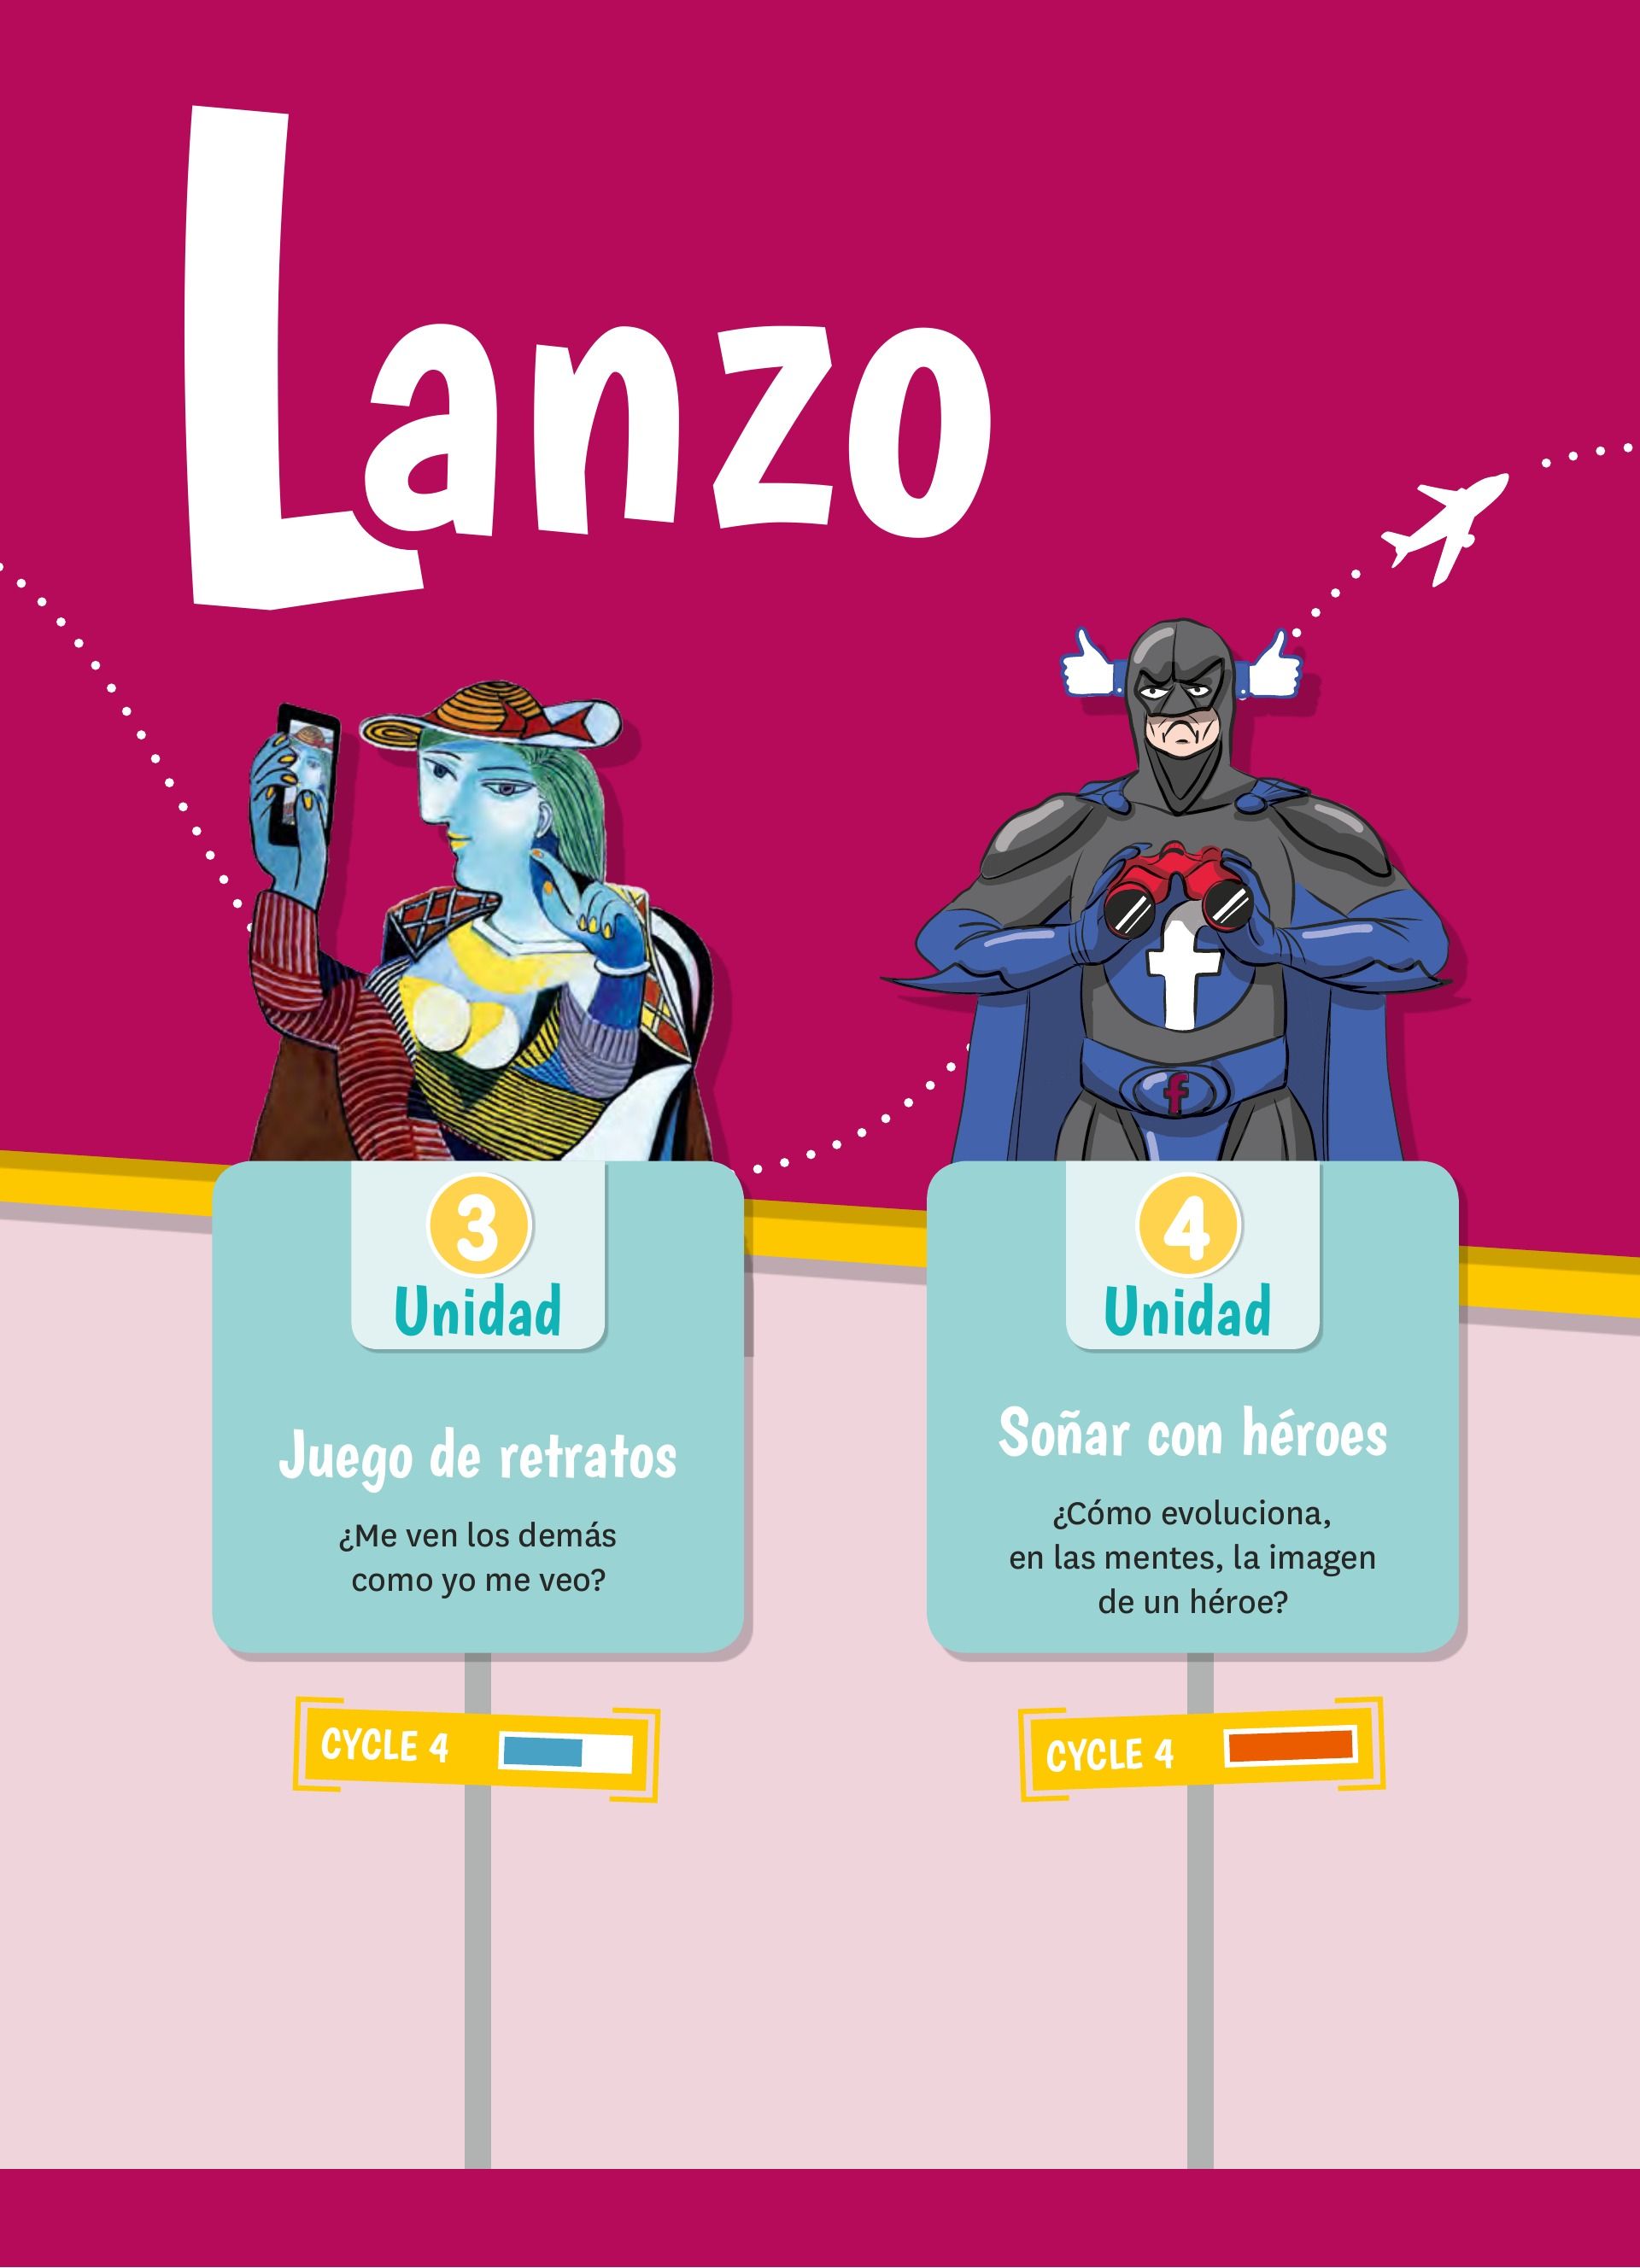 Lanzo
f
f
3
Unidad
Juego de retratos
¿Me ven los demás
como yo me veo?
CYCLE 4
4
Unidad
Soñar con héroes
¿Cómo evoluciona,
en las mentes, la imagen
de un héroe?
CYCLE 4